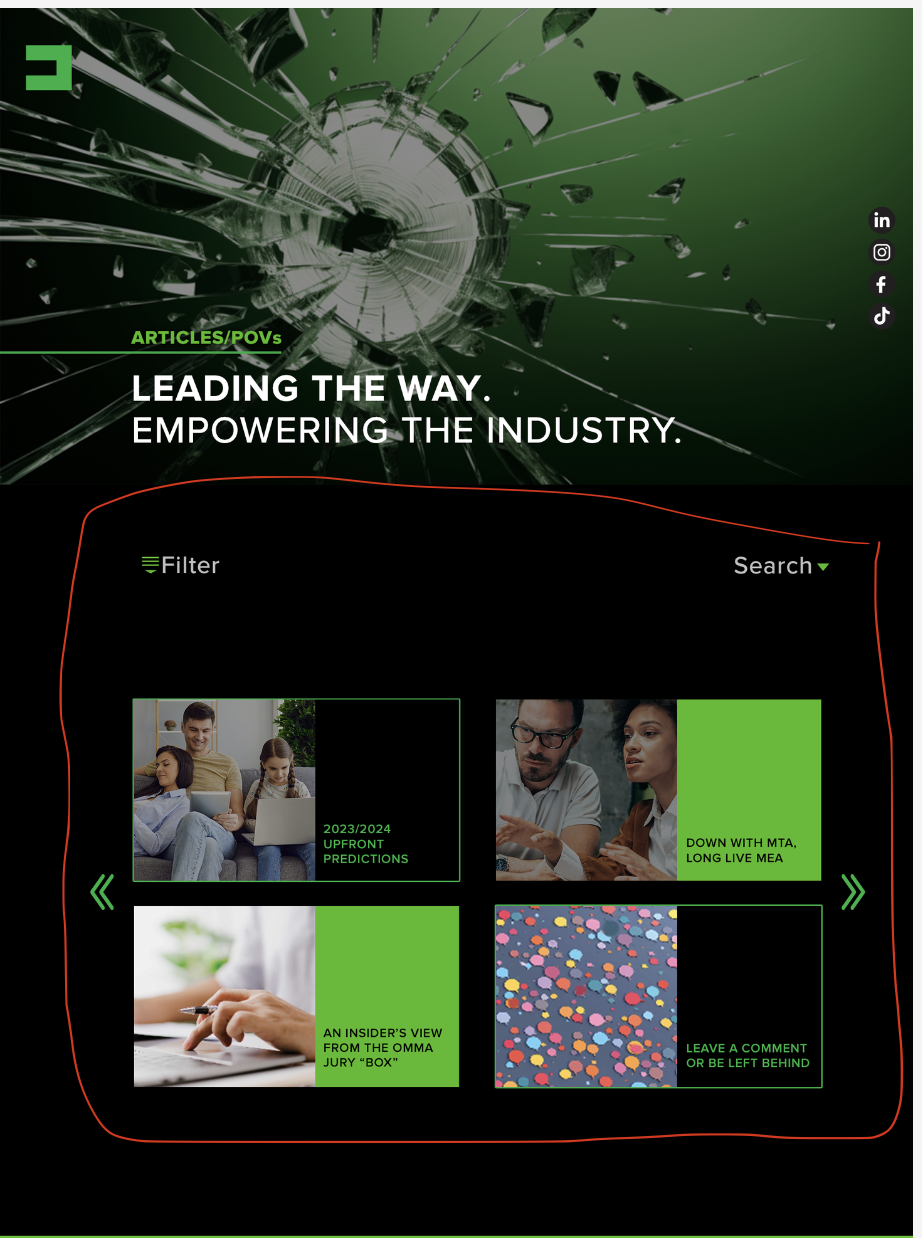 in
f
ARTICLES/POVs
LEADING THE WAY.
EMPOWERING THE INDUSTRY.
Filter
Search
2023/2024
UPFRONT
PREDICTIONS
DOWN WITH MTA,
LONG LIVE MEA
AN INSIDER’S VIEW
FROM THE OMMA
JURY “BOX”
LEAVE A COMMENT
OR BE LEFT BEHIND